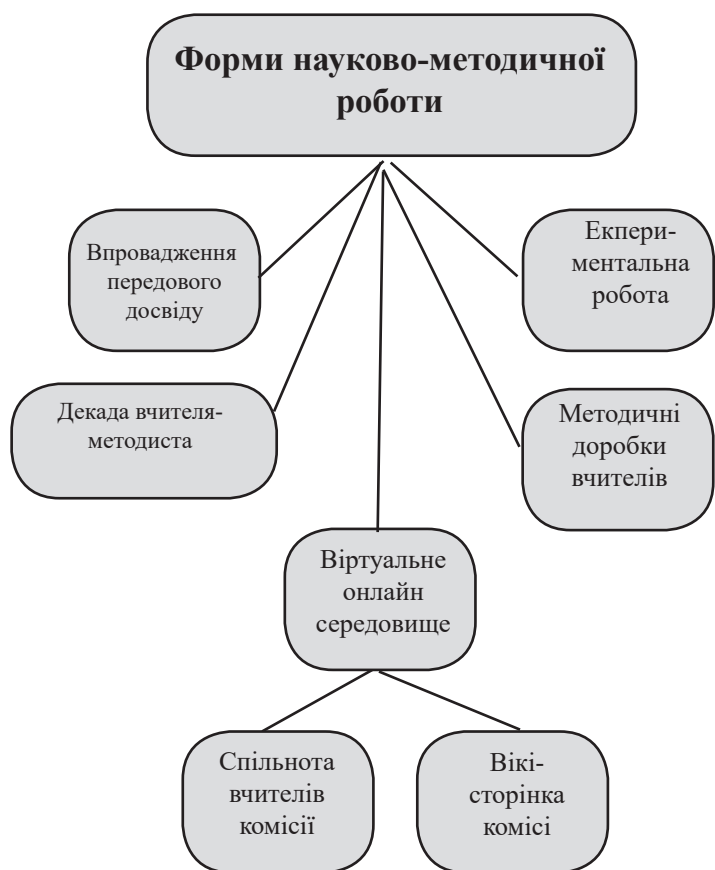 Форми науково-методичної
роботи
Впровадження
передового
досвіду
Екпери-
ментальна
робота
Декада вчителя-
методиста
Методичні
доробки
вчителів
Віртуальне
онлайн
середовище
Спільнота
вчителів
комісії
Вікі-
сторінка
комісі